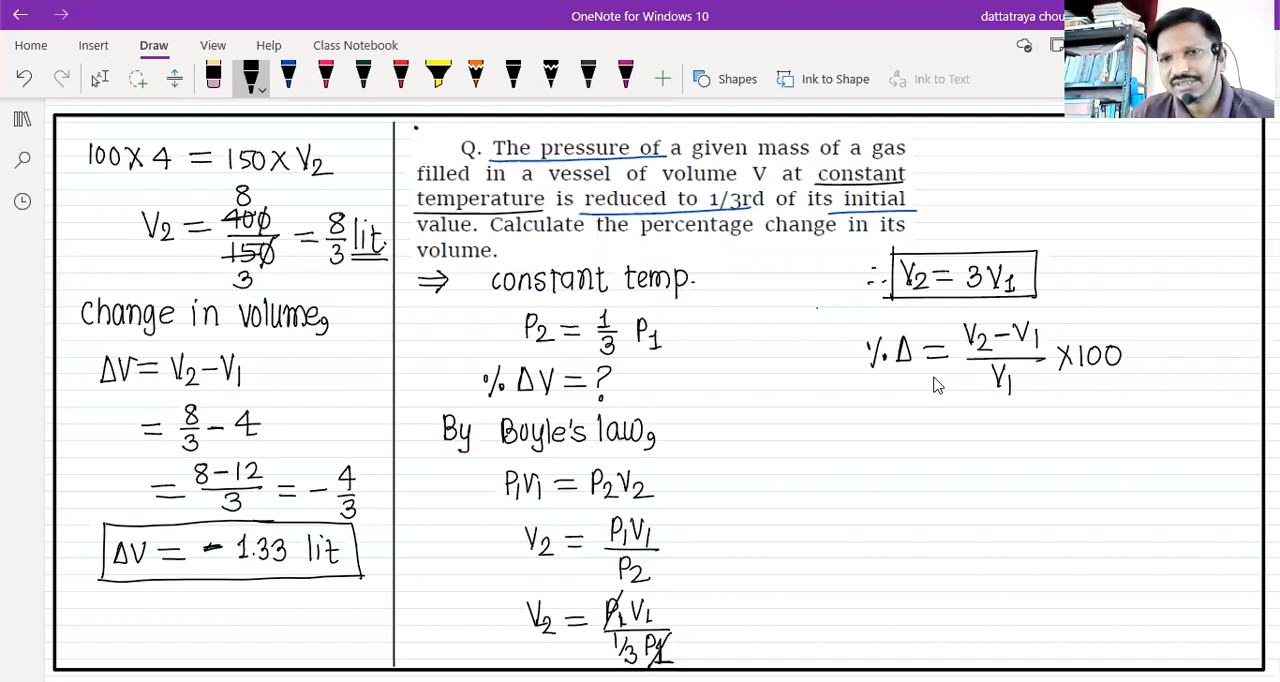 OneNote for Windows 10
dattatraya chou
Home Insert Draw View Help Class Notebook
Shapes Ink to Shape Ink to Text
100 × 4 = 150 × V2
8
V2 = 400/150 = 8/3 lit.
3
change in volume,
ΔV = V2 - V1
= 8/3 - 4
= 8-12/3 = - 4/3
ΔV = - 1.33 lit
Q. The pressure of a given mass of a gas
filled in a vessel of volume V at constant
temperature is reduced to 1/3rd of its initial
value. Calculate the percentage change in its
volume.
⇒ constant temp.
P2 = 1/3 P1
% ΔV = ?
By Boyle's law,
P1V1 = P2V2
V2 = P1V1/P2
V2 = P1V1/1/3 P1
∴ V2 = 3V1
% Δ = V2-V1/V1 ×100